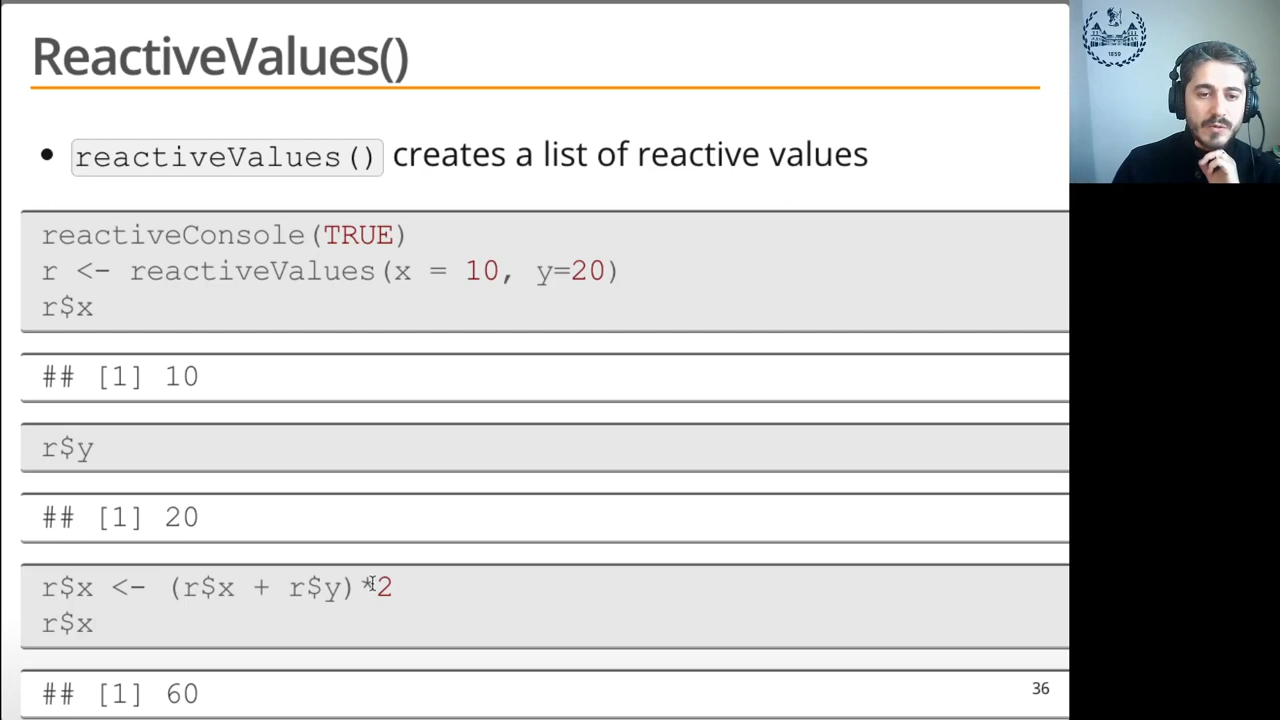 ReactiveValues()
• reactiveValues() creates a list of reactive values
reactiveConsole(TRUE)
r <- reactiveValues(x = 10, y=20)
r$x
## [1] 10
r$y
## [1] 20
r$x <- (r$x + r$y)*2
r$x
## [1] 60
36
1859